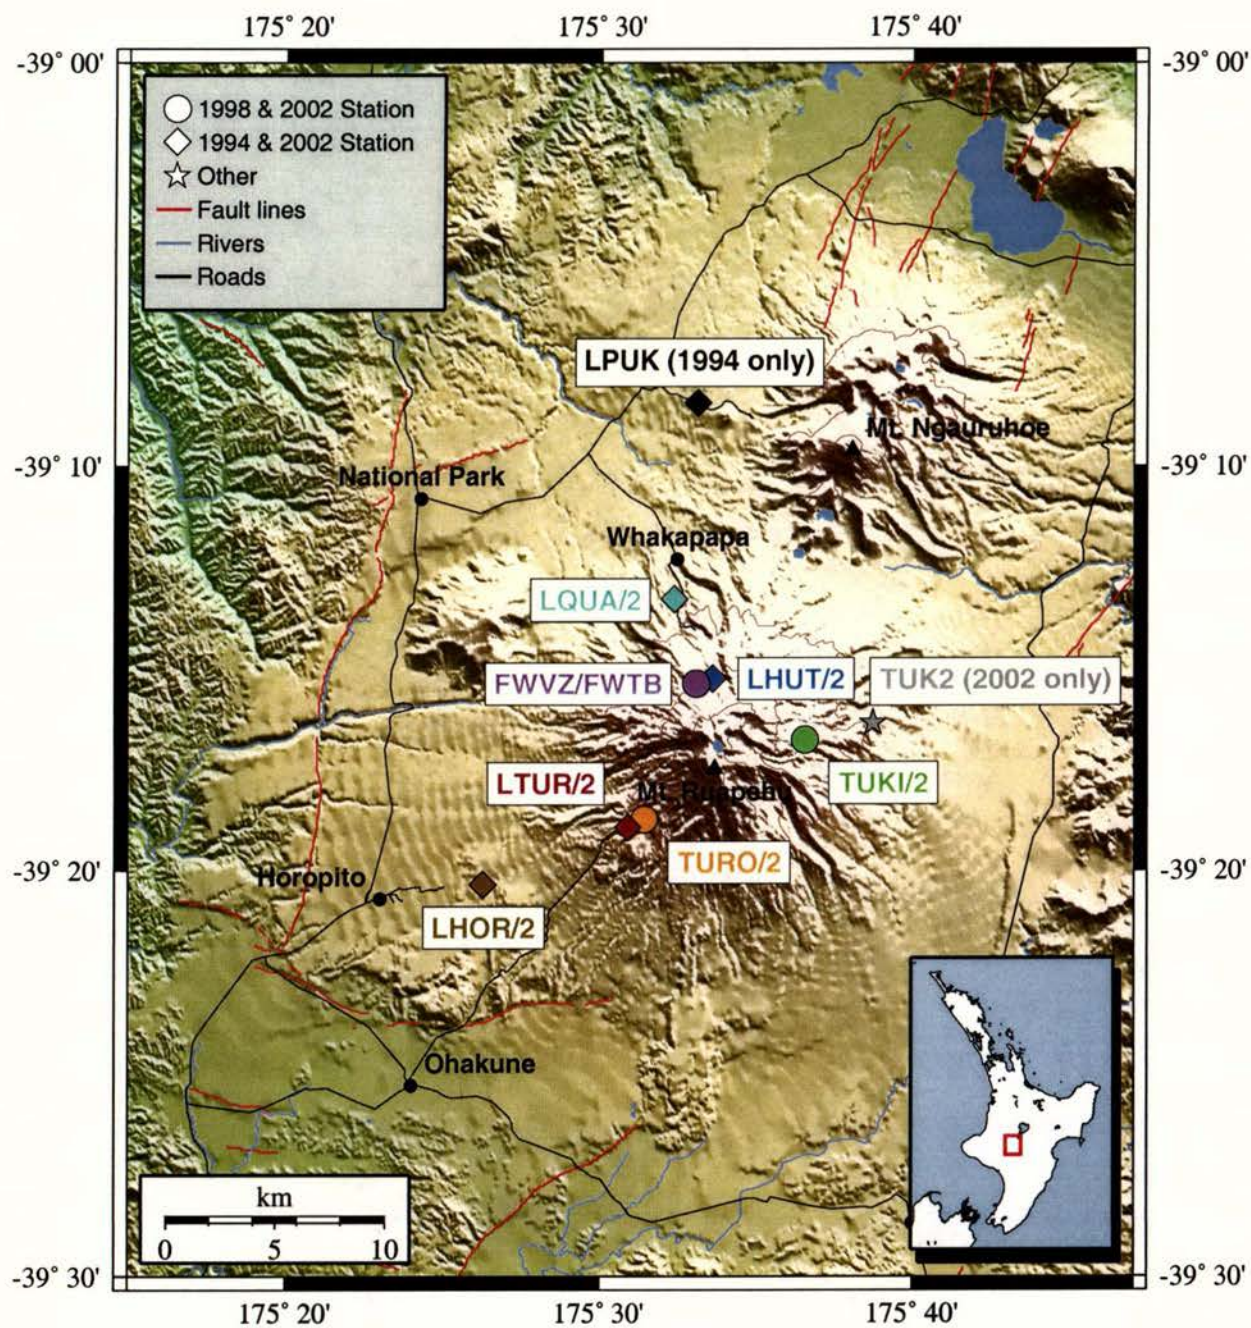 175° 20' 175° 30' 175° 40'
-39° 00' -39° 00'
1998 & 2002 Station
1994 & 2002 Station
Other
Fault lines
Rivers
Roads
LPUK (1994 only)
Mt. Ngauruhoe
-39° 10' -39° 10'
National Park
Whakapapa
LQUA/2
FWVZ/FWTB LHUT/2 TUK2 (2002 only)
LTUR/2 TUKI/2
Mt. Ruapehu
TURO/2
-39° 20' -39° 20'
Horopito
LHOR/2
Ohakune
km
0 5 10
-39° 30' -39° 30'
175° 20' 175° 30' 175° 40'